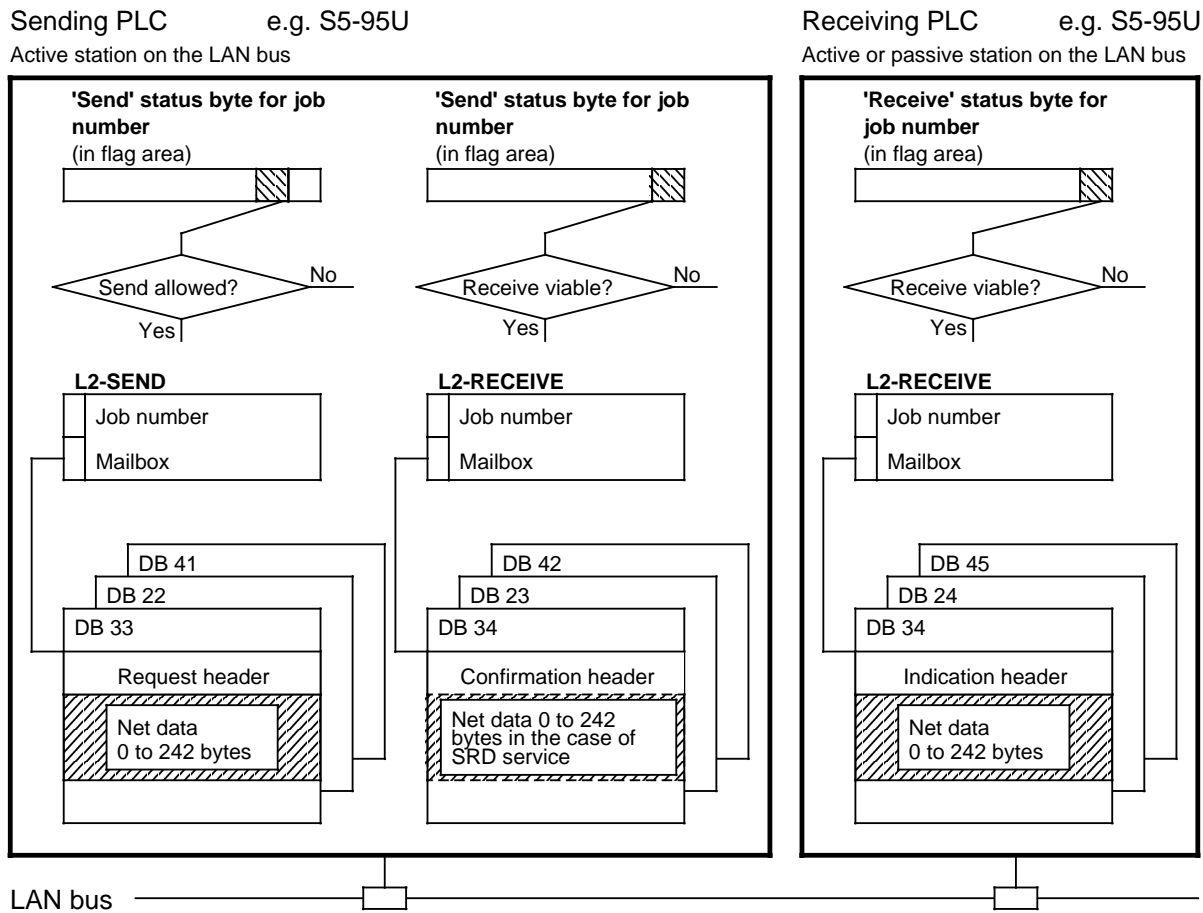 Sending PLC e.g. S5-95U
Active station on the LAN bus
'Send' status byte for job
number
(in flag area)
Send allowed?
No
Yes
L2-SEND
Job number
Mailbox
DB 41
DB 22
DB 33
Request header
Net data
0 to 242 bytes
'Send' status byte for job
number
(in flag area)
Receive viable?
No
Yes
L2-RECEIVE
Job number
Mailbox
DB 42
DB 23
DB 34
Confirmation header
Net data 0 to 242
bytes in the case of
SRD service
Receiving PLC e.g. S5-95U
Active or passive station on the LAN bus
'Receive' status byte for
job number
(in flag area)
Receive viable?
No
Yes
L2-RECEIVE
Job number
Mailbox
DB 45
DB 24
DB 34
Indication header
Net data
0 to 242 bytes
LAN bus